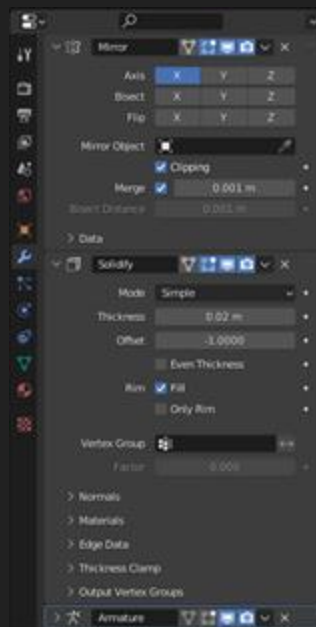 Mirror
Axis X Y Z
Bisect X Y Z
Flip X Y Z
Mirror Object
Clipping
Merge 0.001 m
Bisect Distance 0.001 m
Data
Solidify
Mode Simple
Thickness 0.02 m
Offset -1.0000
Even Thickness
Rim Fill
Only Rim
Vertex Group
Factor 0.000
Normals
Materials
Edge Data
Thickness Clamp
Output Vertex Groups
Armature